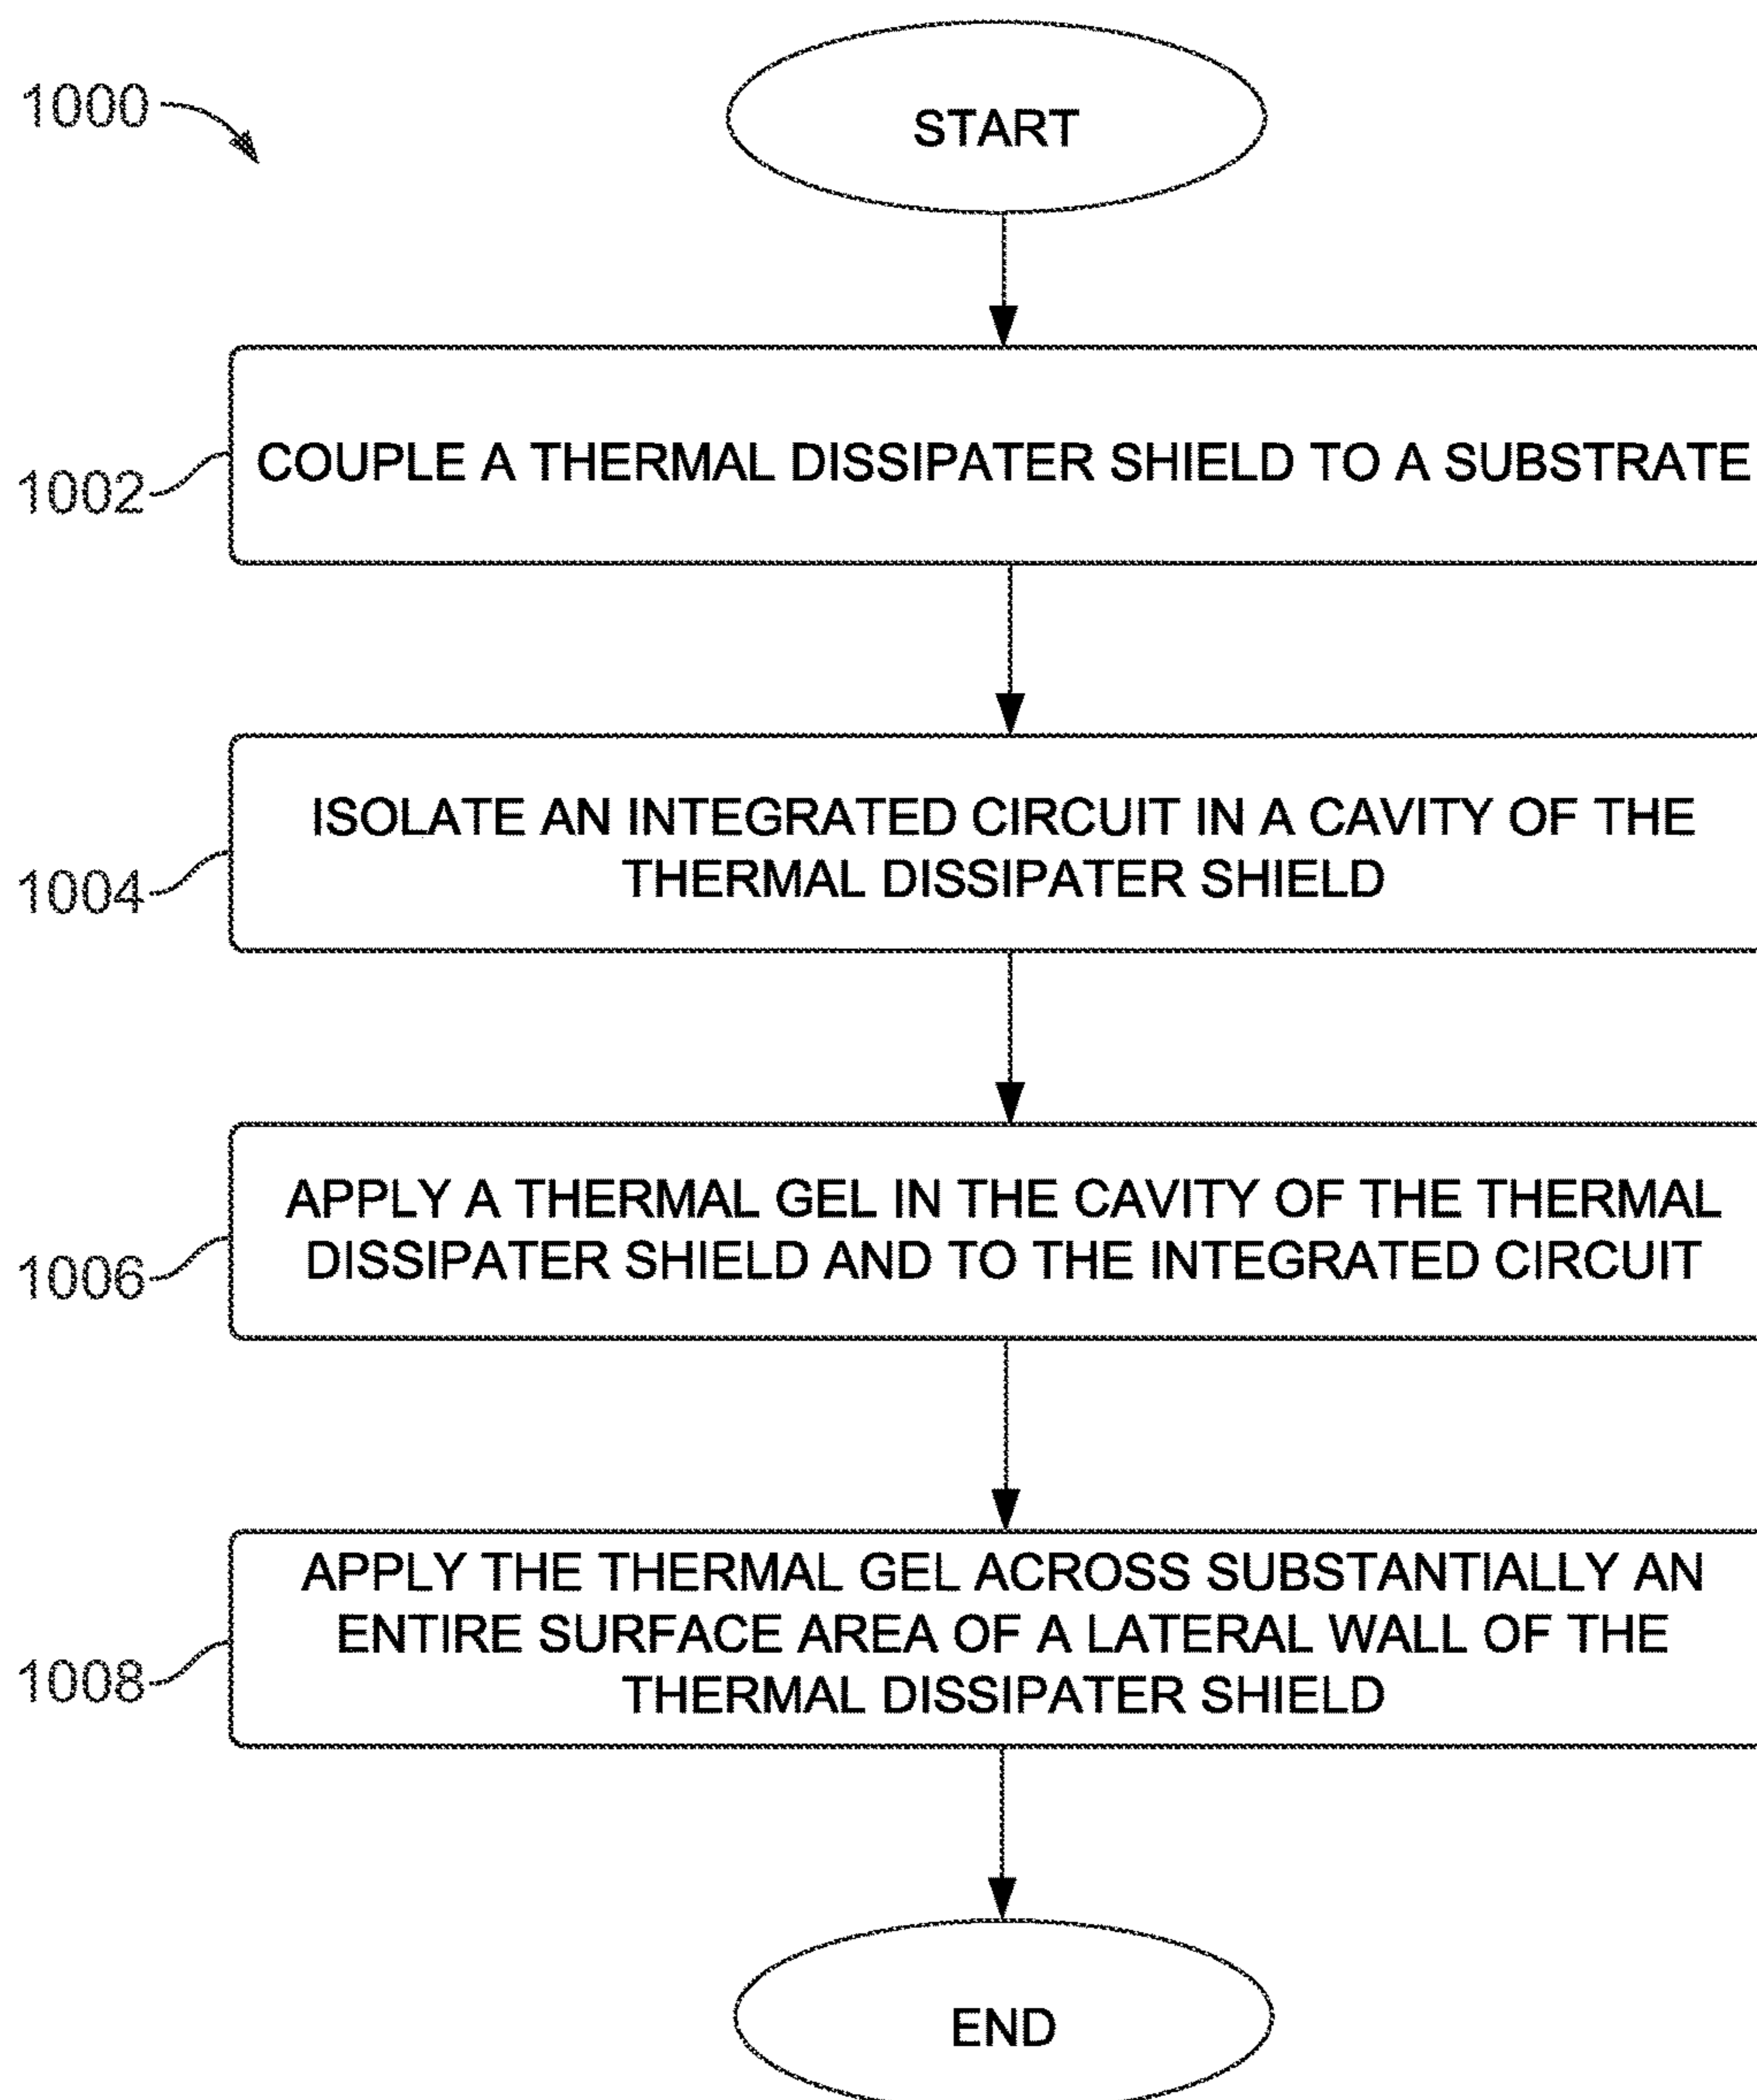 1000
START
COUPLE A THERMAL DISSIPATER SHIELD TO A SUBSTRATE
1002
ISOLATE AN INTEGRATED CIRCUIT IN A CAVITY OF THE
THERMAL DISSIPATER SHIELD
1004
APPLY A THERMAL GEL IN THE CAVITY OF THE THERMAL
DISSIPATER SHIELD AND TO THE INTEGRATED CIRCUIT
1006
APPLY THE THERMAL GEL ACROSS SUBSTANTIALLY AN
ENTIRE SURFACE AREA OF A LATERAL WALL OF THE
THERMAL DISSIPATER SHIELD
1008
END